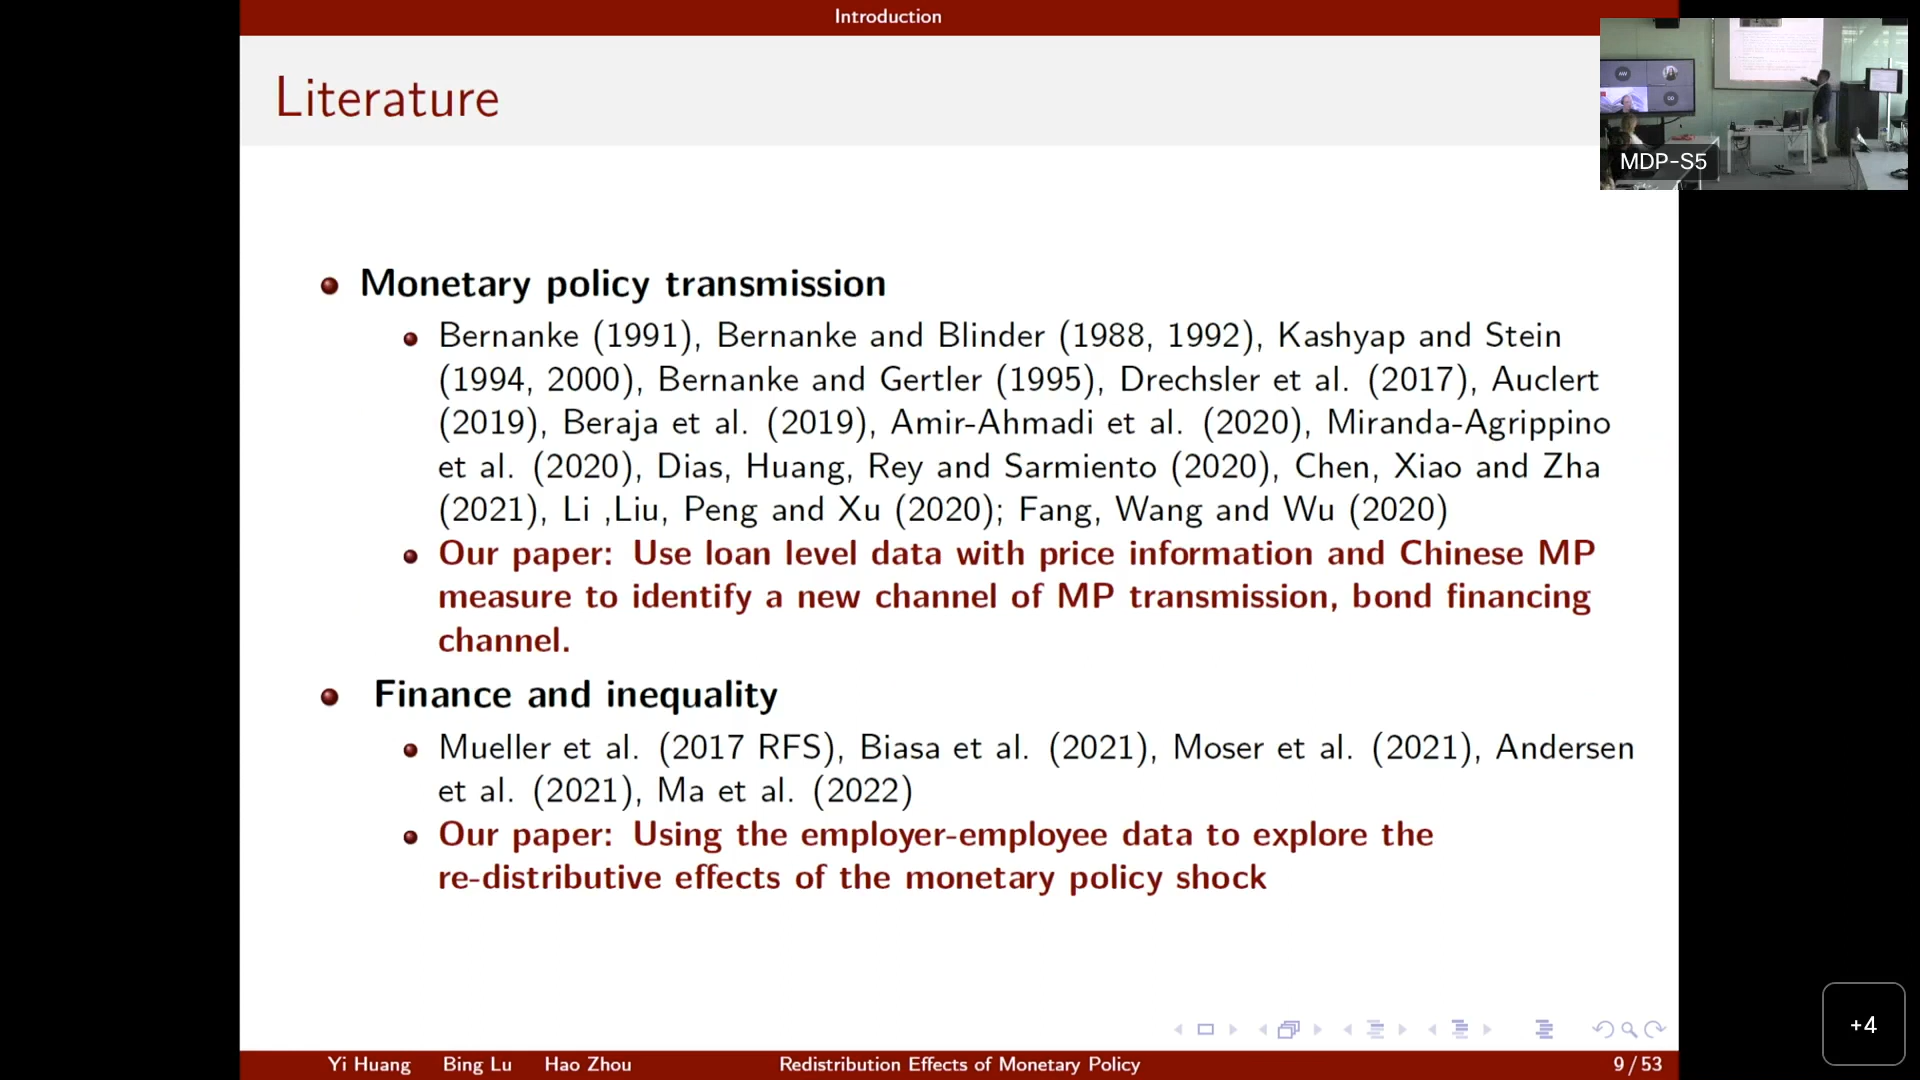 Introduction
Literature
MDP-S5
Monetary policy transmission
Bernanke (1991), Bernanke and Blinder (1988, 1992), Kashyap and Stein
(1994, 2000), Bernanke and Gertler (1995), Drechsler et al. (2017), Auclert
(2019), Beraja et al. (2019), Amir-Ahmadi et al. (2020), Miranda-Agrippino
et al. (2020), Dias, Huang, Rey and Sarmiento (2020), Chen, Xiao and Zha
(2021), Li ,Liu, Peng and Xu (2020); Fang, Wang and Wu (2020)
Our paper: Use loan level data with price information and Chinese MP
measure to identify a new channel of MP transmission, bond financing
channel.
Finance and inequality
Mueller et al. (2017 RFS), Biasa et al. (2021), Moser et al. (2021), Andersen
et al. (2021), Ma et al. (2022)
Our paper: Using the employer-employee data to explore the
re-distributive effects of the monetary policy shock
+4
Yi Huang Bing Lu Hao Zhou Redistribution Effects of Monetary Policy 9 / 53